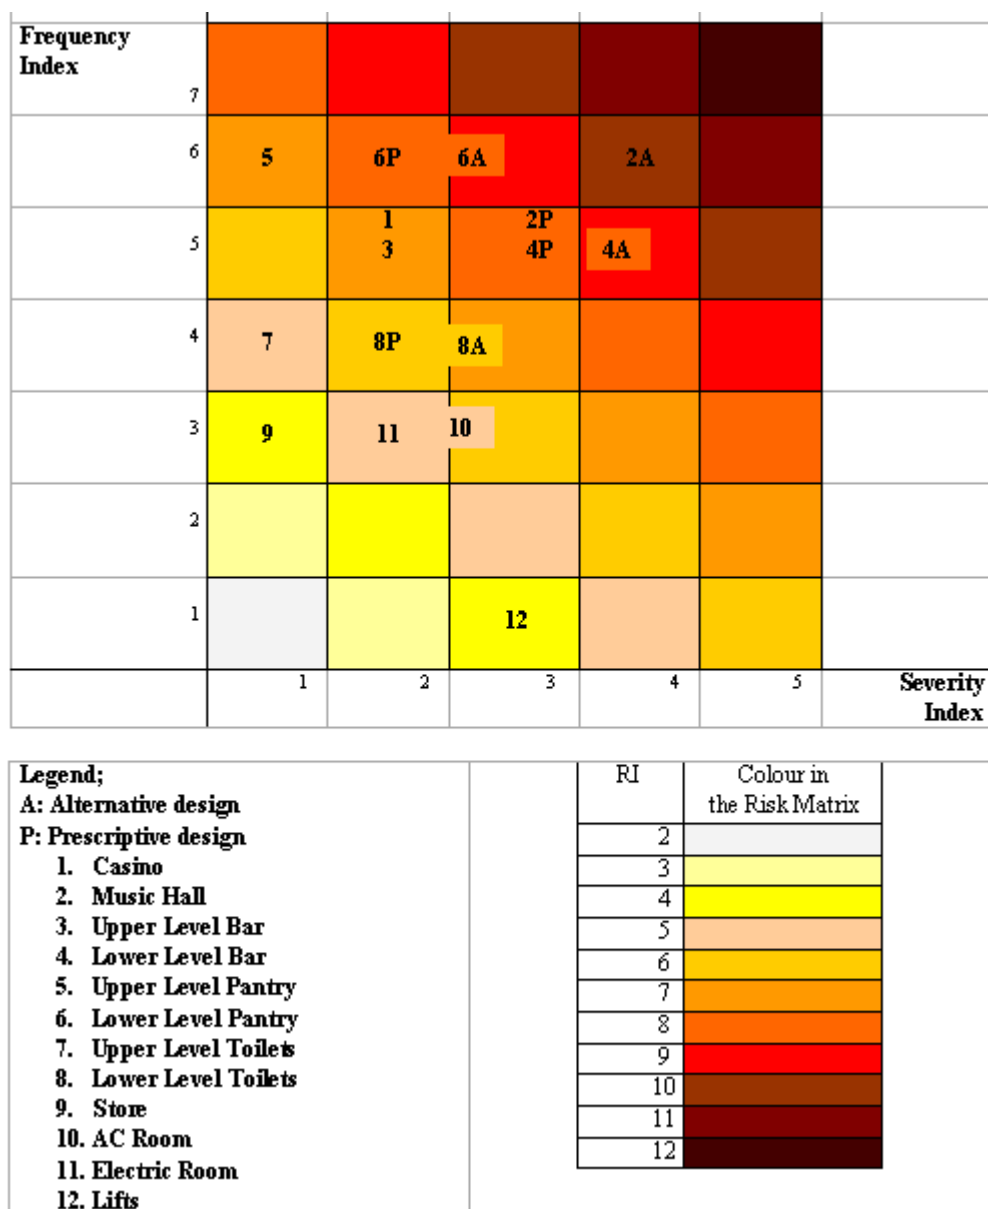 Frequency
Index
7
6 5 6P 6A 2A
1 2P
5 3 4P 4A
4 7 8P 8A
3 9 11 10
2
1 12
1 2 3 4 5 Severity
Index
Legend;
A: Alternative design
P: Prescriptive design
1. Casino
2. Music Hall
3. Upper Level Bar
4. Lower Level Bar
5. Upper Level Pantry
6. Lower Level Pantry
7. Upper Level Toilets
8. Lower Level Toilets
9. Store
10. AC Room
11. Electric Room
12. Lifts
RI Colour in
the Risk Matrix
2
3
4
5
6
7
8
9
10
11
12